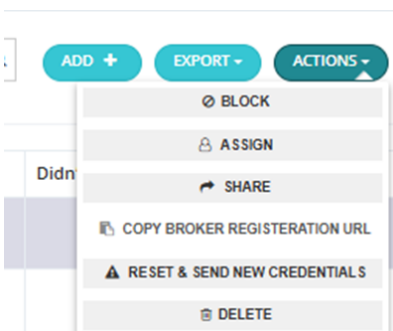 ADD +
EXPORT
ACTIONS
BLOCK
ASSIGN
SHARE
COPY BROKER REGISTERATION URL
RESET & SEND NEW CREDENTIALS
DELETE
Didn